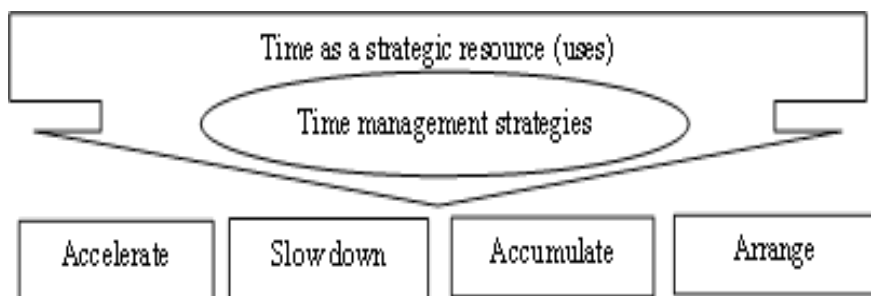 Time as a strategic resource (uses)
Time management strategies
Accelerate
Slow down
Accumulate
Arrange